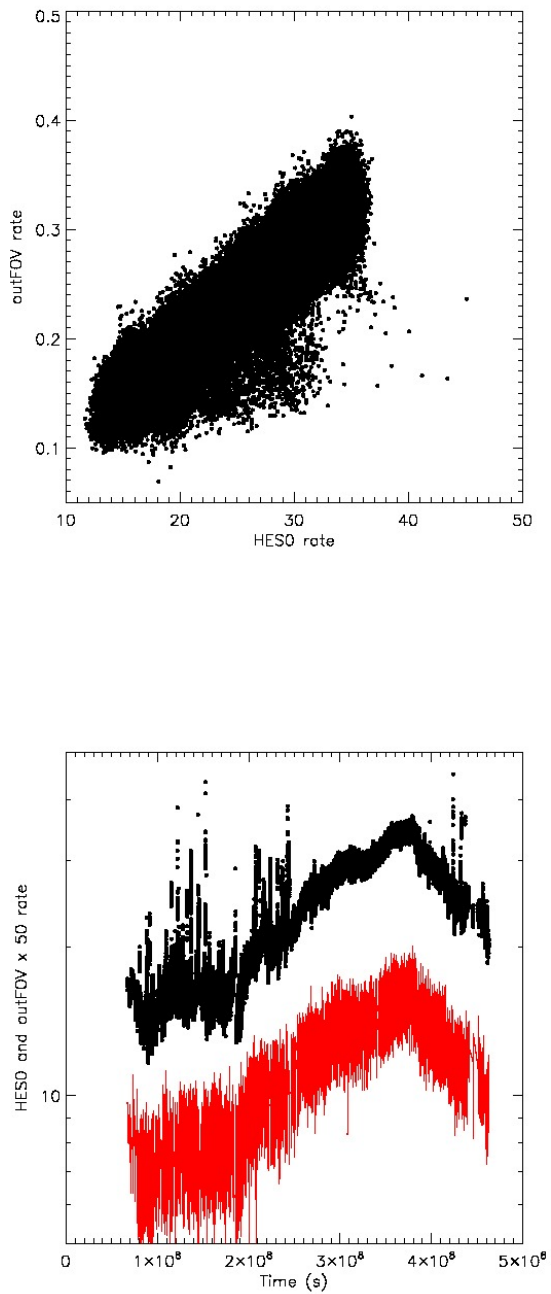 0.5
0.4
0.3
0.2
0.1
outFOV rate
10 20 30 40 50
HES0 rate
HES0 and outFOV x 50 rate
10
0 1×10⁸ 2×10⁸ 3×10⁸ 4×10⁸ 5×10⁸
Time (s)